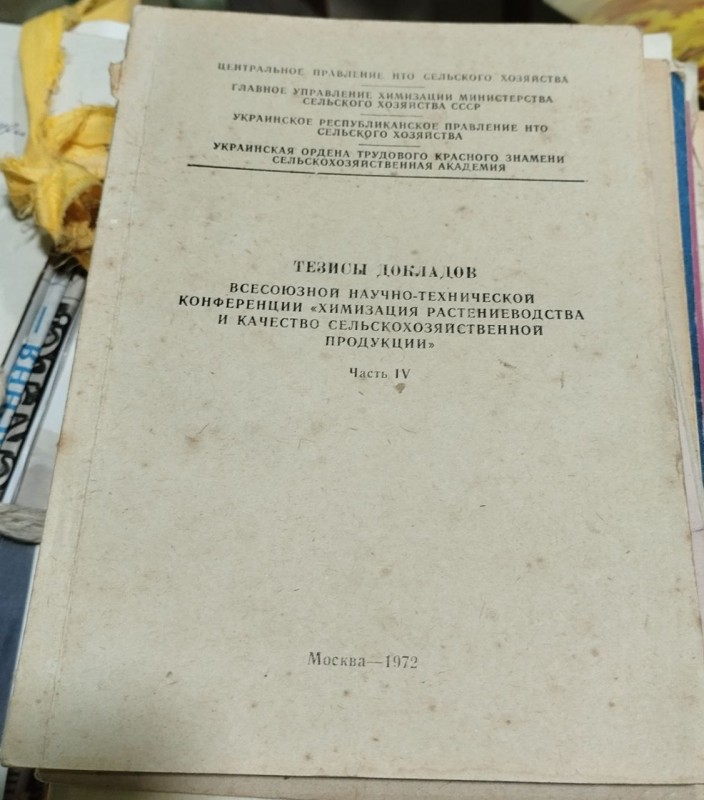 ЦЕНТРАЛЬНОЕ ПРАВЛЕНИЕ НТО СЕЛЬСКОГО ХОЗЯЙСТВА
ГЛАВНОЕ УПРАВЛЕНИЕ ХИМИЗАЦИИ МИНИСТЕРСТВА
СЕЛЬСКОГО ХОЗЯЙСТВА СССР
УКРАИНСКОЕ РЕСПУБЛИКАНСКОЕ ПРАВЛЕНИЕ НТО
СЕЛЬСКОГО ХОЗЯЙСТВА
УКРАИНСКАЯ ОРДЕНА ТРУДОВОГО КРАСНОГО ЗНАМЕНИ
СЕЛЬСКОХОЗЯЙСТВЕННАЯ АКАДЕМИЯ
ТЕЗИСЫ ДОКЛАДОВ
ВСЕСОЮЗНОЙ НАУЧНО-ТЕХНИЧЕСКОЙ
КОНФЕРЕНЦИИ «ХИМИЗАЦИЯ РАСТЕНИЕВОДСТВА
И КАЧЕСТВО СЕЛЬСКОХОЗЯЙСТВЕННОЙ
ПРОДУКЦИИ»
Часть IV
Москва—1972